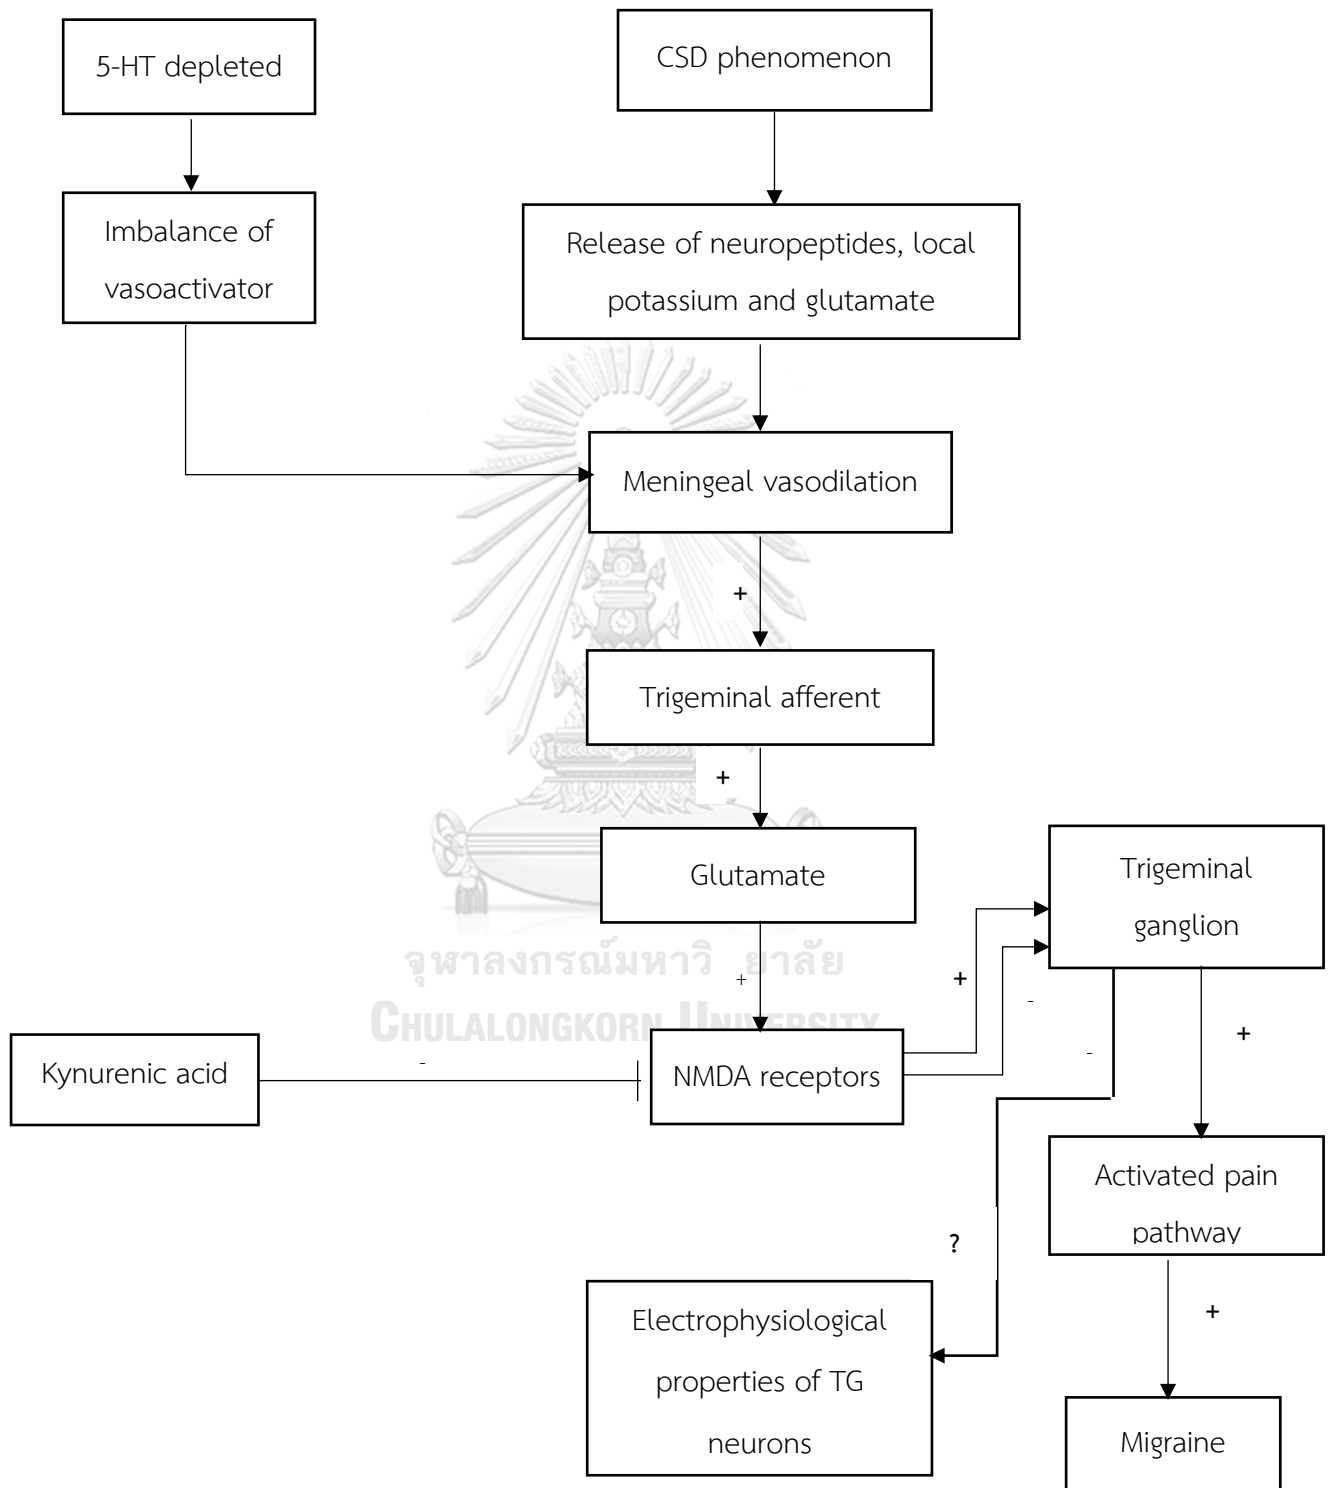 5-HT depleted
CSD phenomenon
Imbalance of
vasoactivator
Release of neuropeptides, local
potassium and glutamate
Meningeal vasodilation
+
Trigeminal afferent
+
Glutamate
Trigeminal
ganglion
จุฬาลงกรณ์มหาวิ ยาลัย
+
+
-
CHULALONGKORN UNIVERSITY
+
-
Kynurenic acid
-
NMDA receptors
Activated pain
pathway
?
+
Electrophysiological
properties of TG
neurons
Migraine